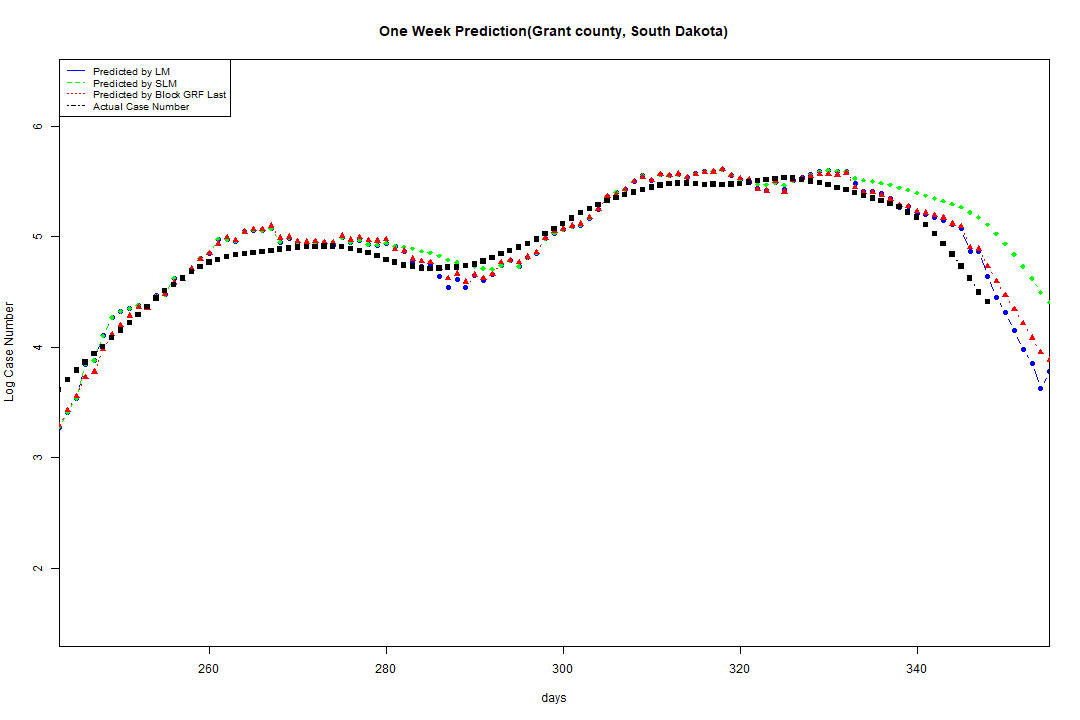 One Week Prediction(Grant county, South Dakota)
Predicted by LM
Predicted by SLM
Predicted by Block GRF Last
Actual Case Number
6
5
4
3
2
Log Case Number
260 280 300 320 340
days